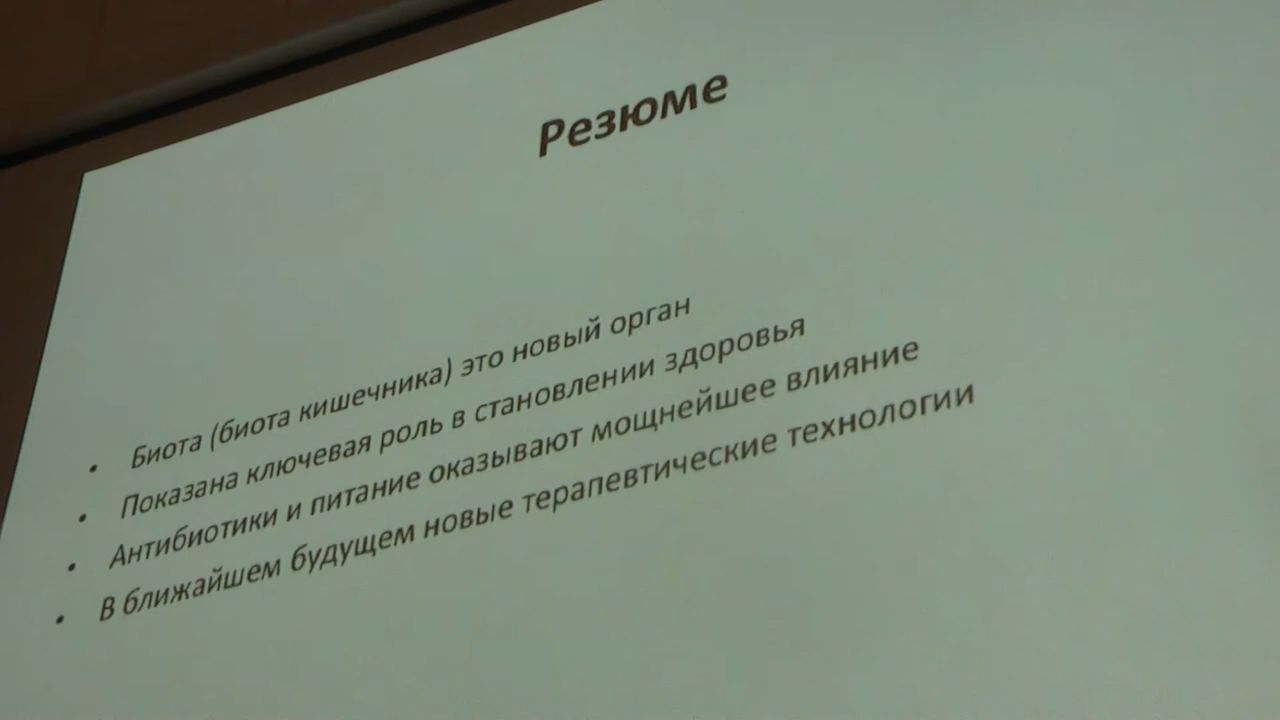 Резюме
• Биота (биота кишечника) это новый орган
• Показана ключевая роль в становлении здоровья
• Антибиотики и питание оказывают мощнейшее влияние
• В ближайшем будущем новые терапевтические технологии